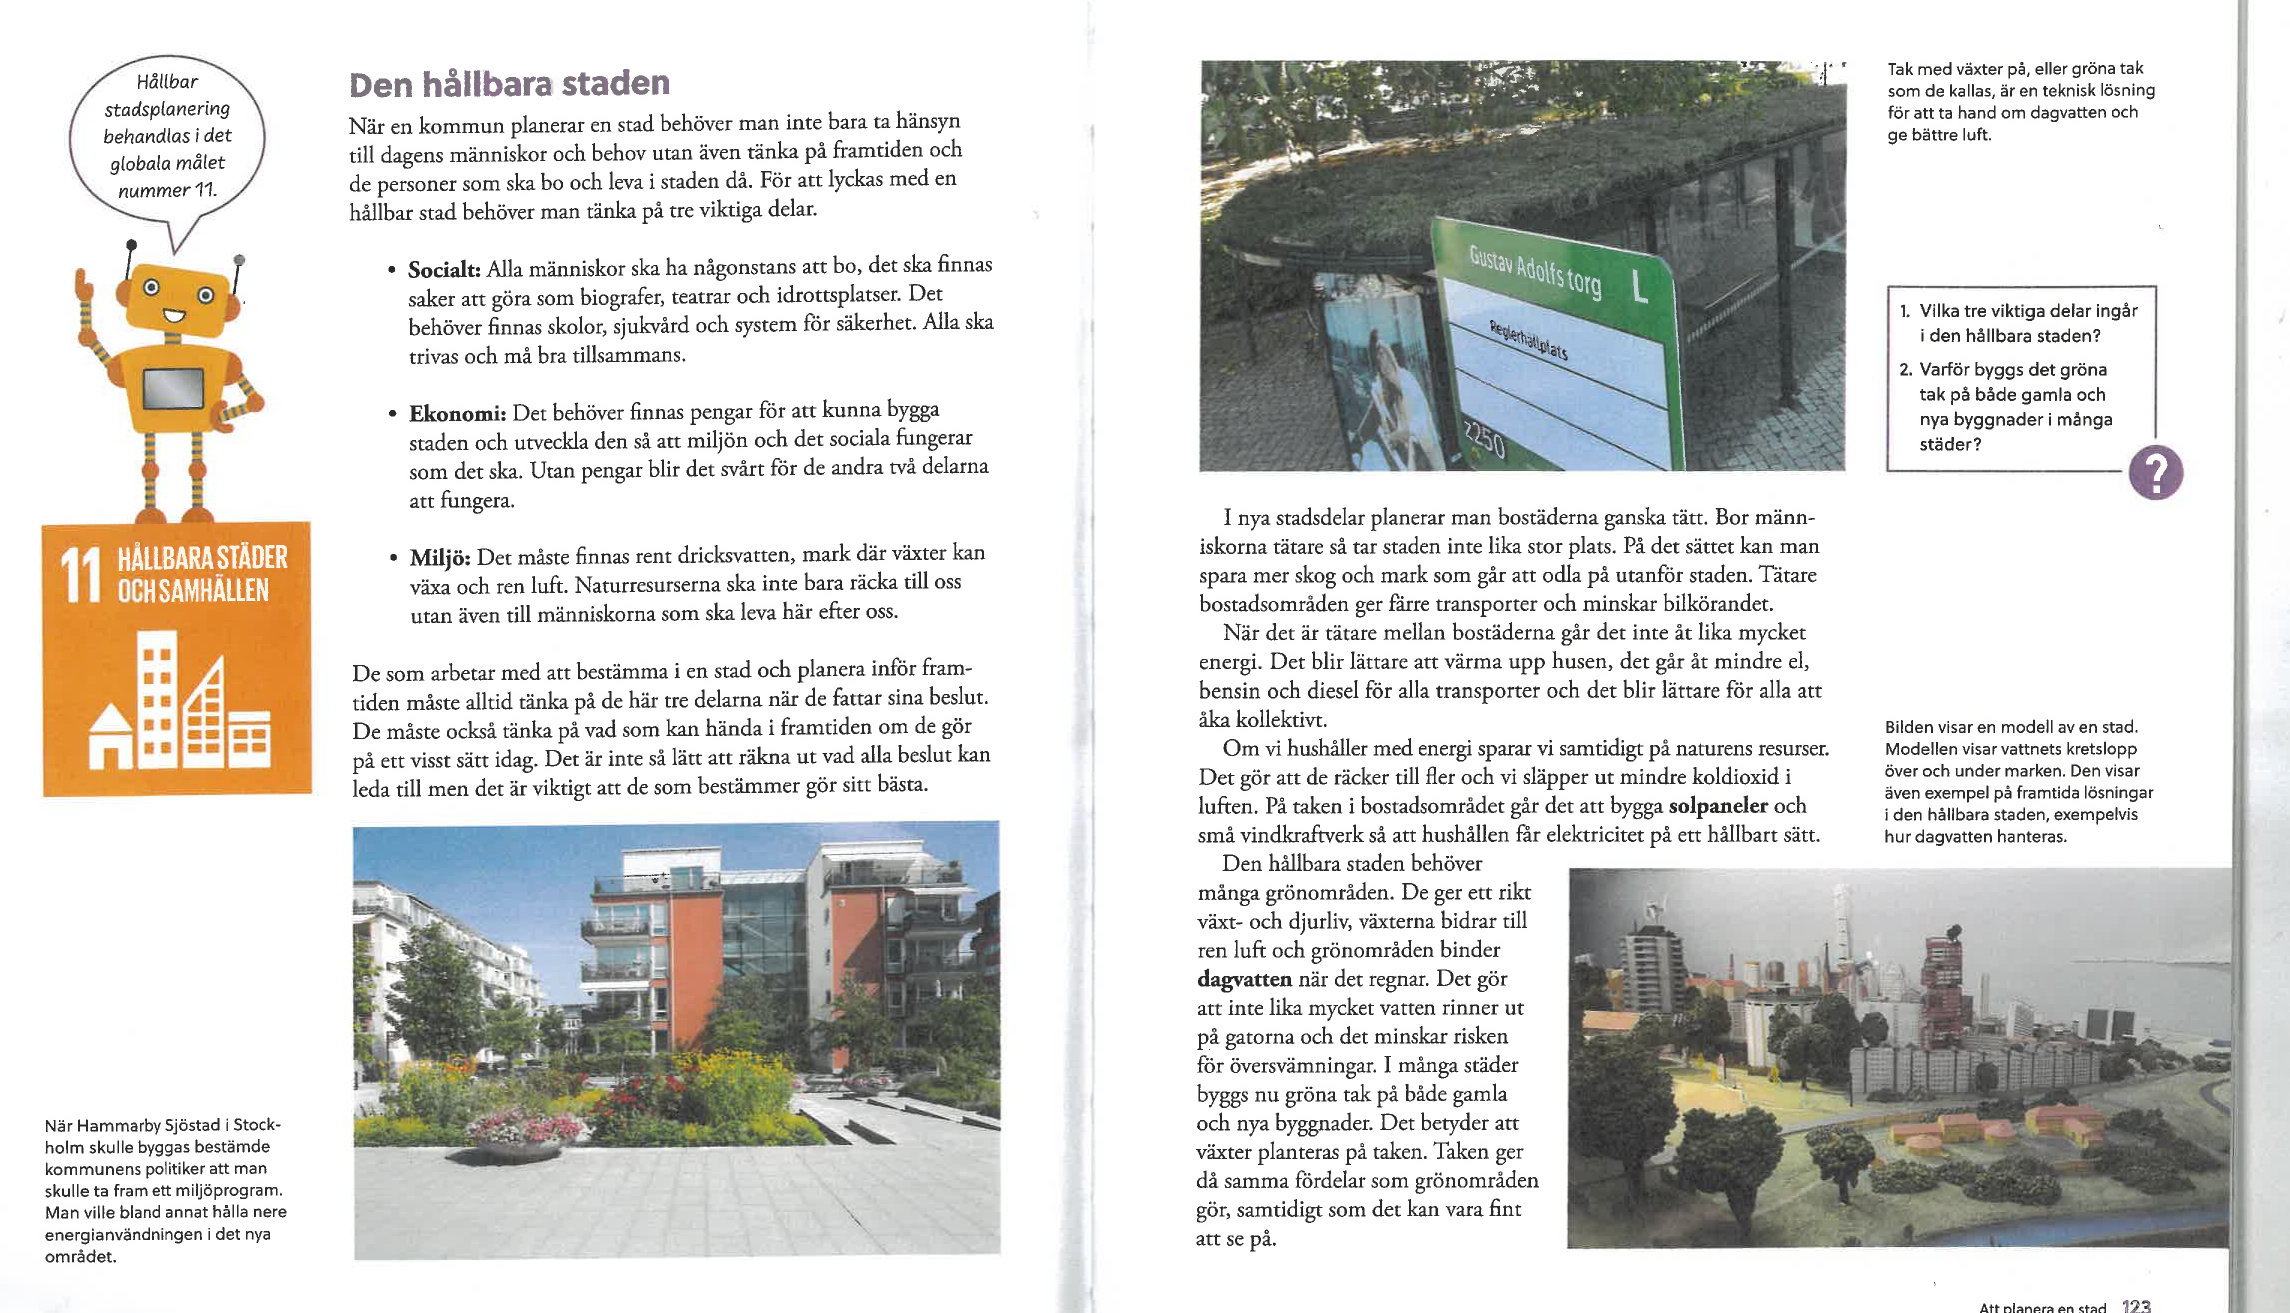 Hållbar
stadsplanering
behandlas i det
globala målet
nummer 11.
11 HÅLLBARA STÄDER
OCH SAMHÄLLEN
När Hammarby Sjöstad i Stock-
holm skulle byggas bestämde
kommunens politiker att man
skulle ta fram ett miljöprogram.
Man ville bland annat hålla nere
energianvändningen i det nya
området.
Den hållbara staden
När en kommun planerar en stad behöver man inte bara ta hänsyn
till dagens människor och behov utan även tänka på framtiden och
de personer som ska bo och leva i staden då. För att lyckas med en
hållbar stad behöver man tänka på tre viktiga delar.
• Socialt: Alla människor ska ha någonstans att bo, det ska finnas
saker att göra som biografer, teatrar och idrottsplatser. Det
behöver finnas skolor, sjukvård och system för säkerhet. Alla ska
trivas och må bra tillsammans.
• Ekonomi: Det behöver finnas pengar för att kunna bygga
staden och utveckla den så att miljön och det sociala fungerar
som det ska. Utan pengar blir det svårt för de andra två delarna
att fungera.
• Miljö: Det måste finnas rent dricksvatten, mark där växter kan
växa och ren luft. Naturresurserna ska inte bara räcka till oss
utan även till människorna som ska leva här efter oss.
De som arbetar med att bestämma i en stad och planera inför fram-
tiden måste alltid tänka på de här tre delarna när de fattar sina beslut.
De måste också tänka på vad som kan hända i framtiden om de gör
på ett visst sätt idag. Det är inte så lätt att räkna ut vad alla beslut kan
leda till men det är viktigt att de som bestämmer gör sitt bästa.
Gustav Adolfs torg L
Reglerhållplats
z250
I nya stadsdelar planerar man bostäderna ganska tätt. Bor männ-
iskorna tätare så tar staden inte lika stor plats. På det sättet kan man
spara mer skog och mark som går att odla på utanför staden. Tätare
bostadsområden ger färre transporter och minskar bilkörandet.
När det är tätare mellan bostäderna går det inte åt lika mycket
energi. Det blir lättare att värma upp husen, det går åt mindre el,
bensin och diesel för alla transporter och det blir lättare för alla att
åka kollektivt.
Om vi hushåller med energi sparar vi samtidigt på naturens resurser.
Det gör att de räcker till fler och vi släpper ut mindre koldioxid i
luften. På taken i bostadsområdet går det att bygga solpaneler och
små vindkraftverk så att hushållen får elektricitet på ett hållbart sätt.
Den hållbara staden behöver
många grönområden. De ger ett rikt
växt- och djurliv, växterna bidrar till
ren luft och grönområden binder
dagvatten när det regnar. Det gör
att inte lika mycket vatten rinner ut
på gatorna och det minskar risken
för översvämningar. I många städer
byggs nu gröna tak på både gamla
och nya byggnader. Det betyder att
växter planteras på taken. Taken ger
då samma fördelar som grönområden
gör, samtidigt som det kan vara fint
att se på.
Tak med växter på, eller gröna tak
som de kallas, är en teknisk lösning
för att ta hand om dagvatten och
ge bättre luft.
1. Vilka tre viktiga delar ingår
i den hållbara staden?
2. Varför byggs det gröna
tak på både gamla och
nya byggnader i många
städer?
?
Bilden visar en modell av en stad.
Modellen visar vattnets kretslopp
över och under marken. Den visar
även exempel på framtida lösningar
i den hållbara staden, exempelvis
hur dagvatten hanteras.
Att planera en stad 123